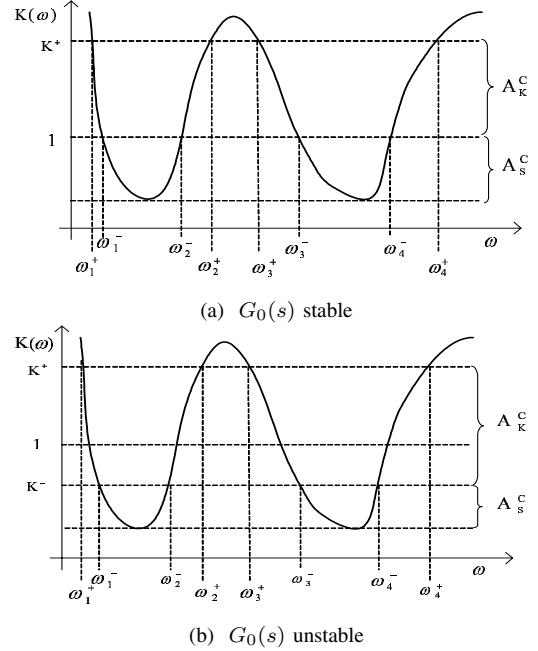 K(ω)
K⁺
1
A_K^C
A_S^C
ω₁⁺ ω₁⁻ ω₂⁻ ω₂⁺ ω₃⁺ ω₃⁻ ω₄⁻ ω₄⁺ ω
(a) G₀(s) stable
K(ω)
K⁺
1
K⁻
A_K^C
A_s^C
ω₁⁺ ω₁⁻ ω₂⁻ ω₂⁺ ω₃⁺ ω₃⁻ ω₄⁻ ω₄⁺ ω
(b) G₀(s) unstable